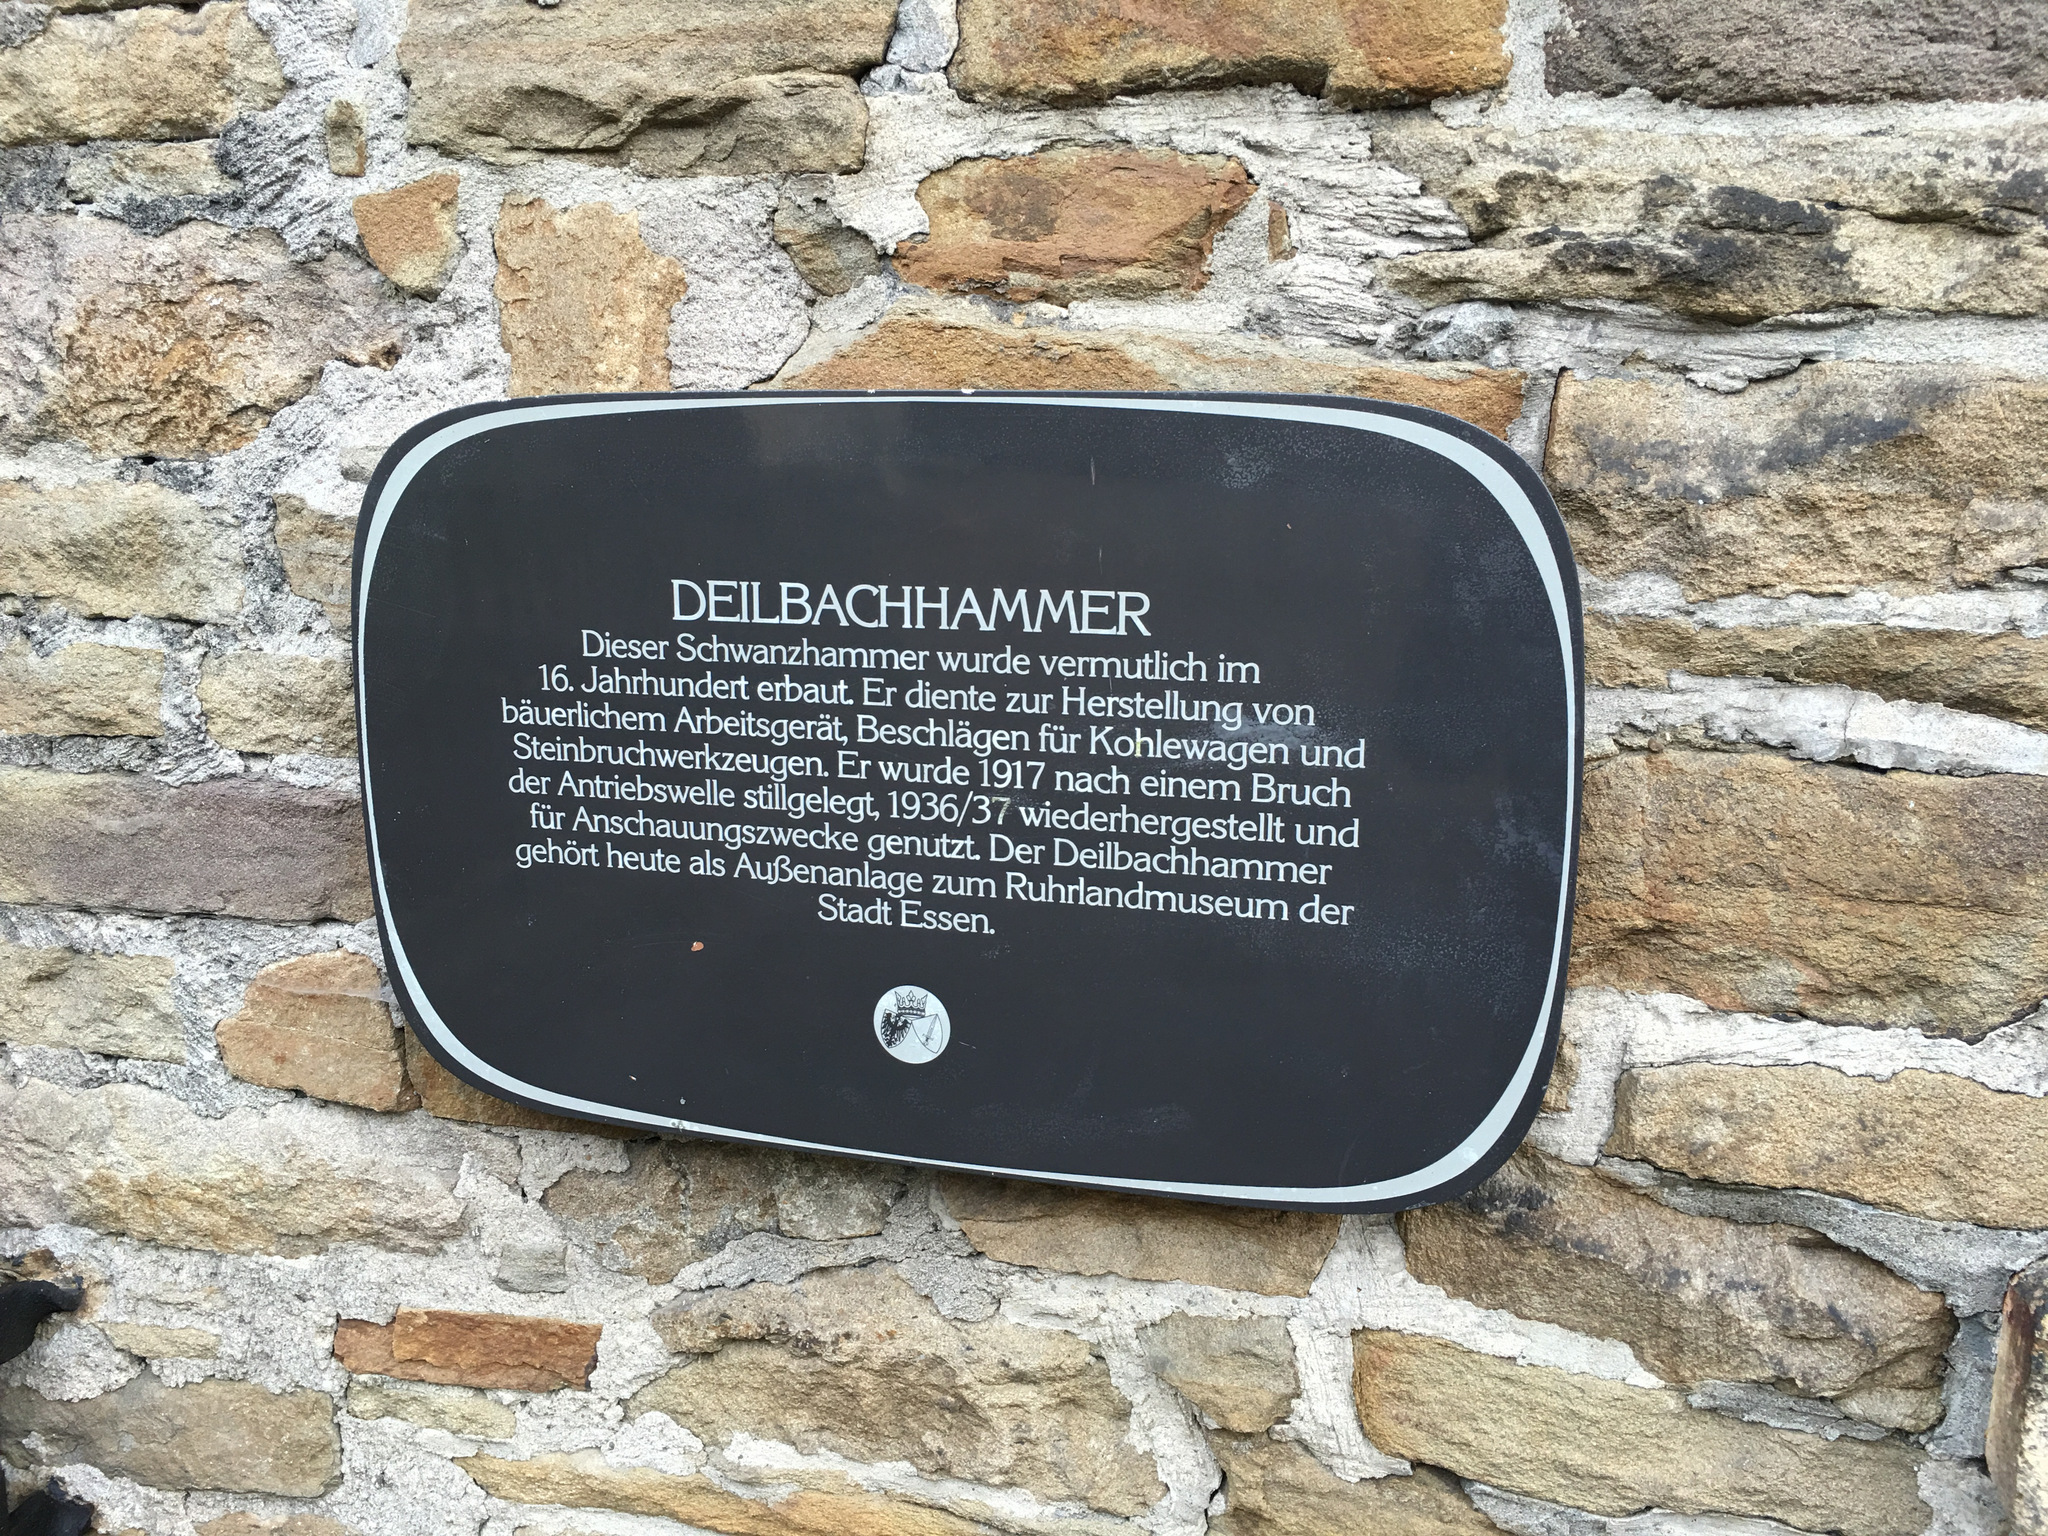 DEILBACHHAMMER
Dieser Schwanzhammer wurde vermutlich im
16. Jahrhundert erbaut. Er diente zur Herstellung von
bäuerlichem Arbeitsgerät, Beschlägen für Kohlewagen und
Steinbruchwerkzeugen. Er wurde 1917 nach einem Bruch
der Antriebswelle stillgelegt, 1936/37 wiederhergestellt und
für Anschauungszwecke genutzt. Der Deilbachhammer
gehört heute als Außenanlage zum Ruhrlandmuseum der
Stadt Essen.